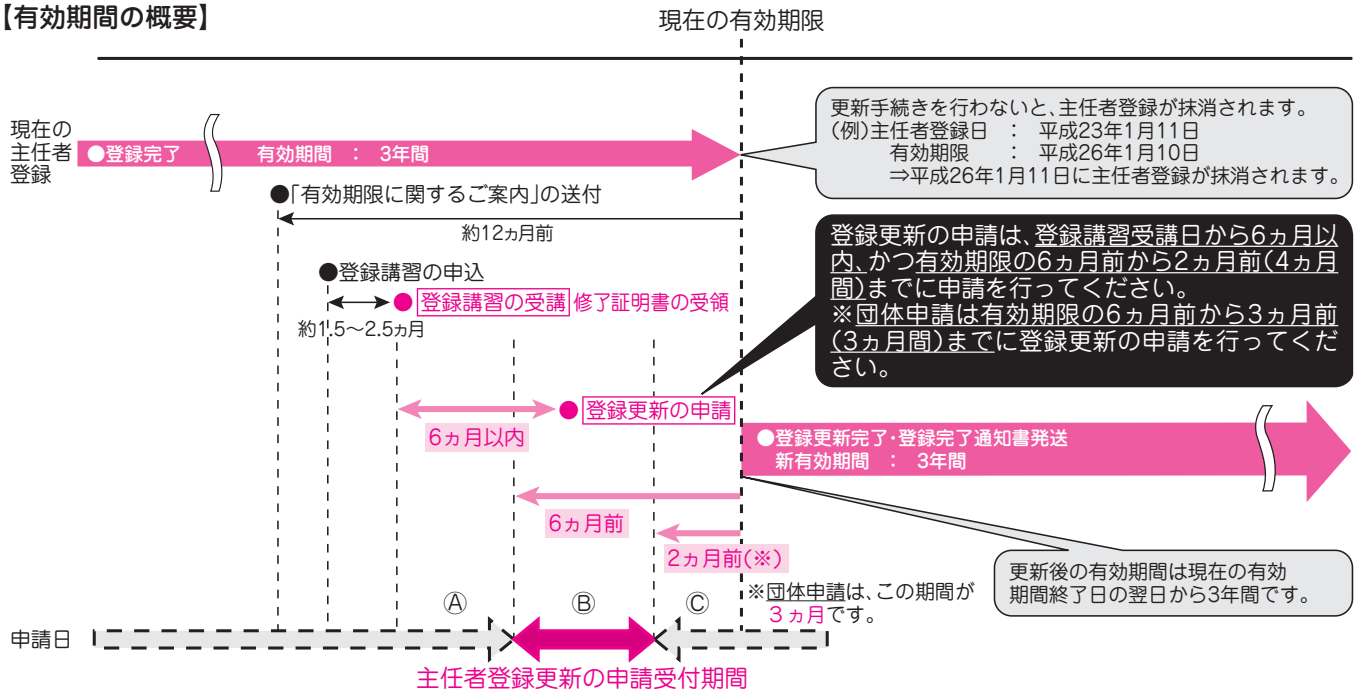 【有効期間の概要】
現在の有効期限
現在の
主任者
登録
●登録完了
有効期間 : 3年間
更新手続きを行わないと、主任者登録が抹消されます。
(例)主任者登録日 : 平成23年1月11日
有効期限 : 平成26年1月10日
⇒平成26年1月11日に主任者登録が抹消されます。
●「有効期限に関するご案内」の送付
約12ヵ月前
●登録講習の申込
●登録講習の受講 修了証明書の受領
約1.5〜2.5ヵ月
登録更新の申請は、登録講習受講日から6ヵ月以
内、かつ有効期限の6ヵ月前から2ヵ月前(4ヵ月
間)までに申請を行ってください。
※団体申請は有効期限の6ヵ月前から3ヵ月前
(3ヵ月間)までに登録更新の申請を行ってくだ
さい。
●登録更新の申請
6ヵ月以内
●登録更新完了・登録完了通知書発送
新有効期間 : 3年間
6ヵ月前
2ヵ月前(※)
※団体申請は、この期間が
3ヵ月です。
更新後の有効期間は現在の有効
期間終了日の翌日から3年間です。
Ⓐ Ⓑ Ⓒ
申請日
主任者登録更新の申請受付期間